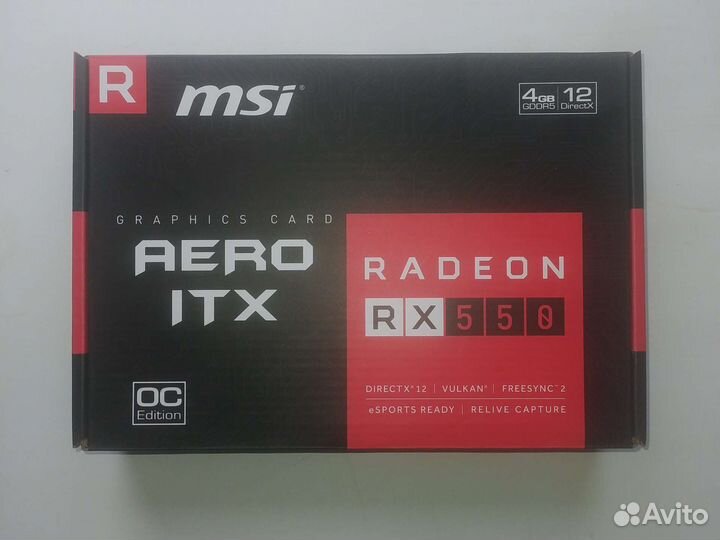 R msi
4GB GDDR5 | 12 DirectX
GRAPHICS CARD
AERO
ITX
RADEON
RX 550
DIRECTX® 12 | VULKAN® | FREESYNC™ 2
eSPORTS READY | RELIVE CAPTURE
OC
Edition
Avito